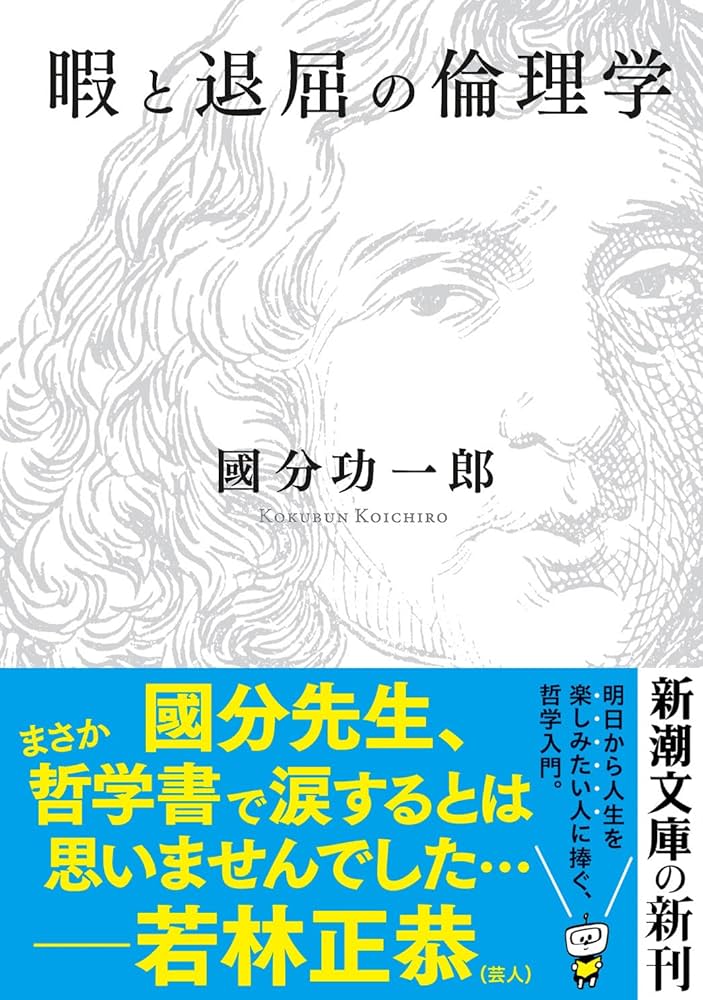 暇と退屈の倫理学
國分功一郎
KOKUBUN KOICHIRO
國分先生、
まさか
哲学書で涙するとは
思いませんでした…
──若林正恭(芸人)
明日から人生を
楽しみたい人に捧ぐ、
哲学入門。
新潮文庫の新刊